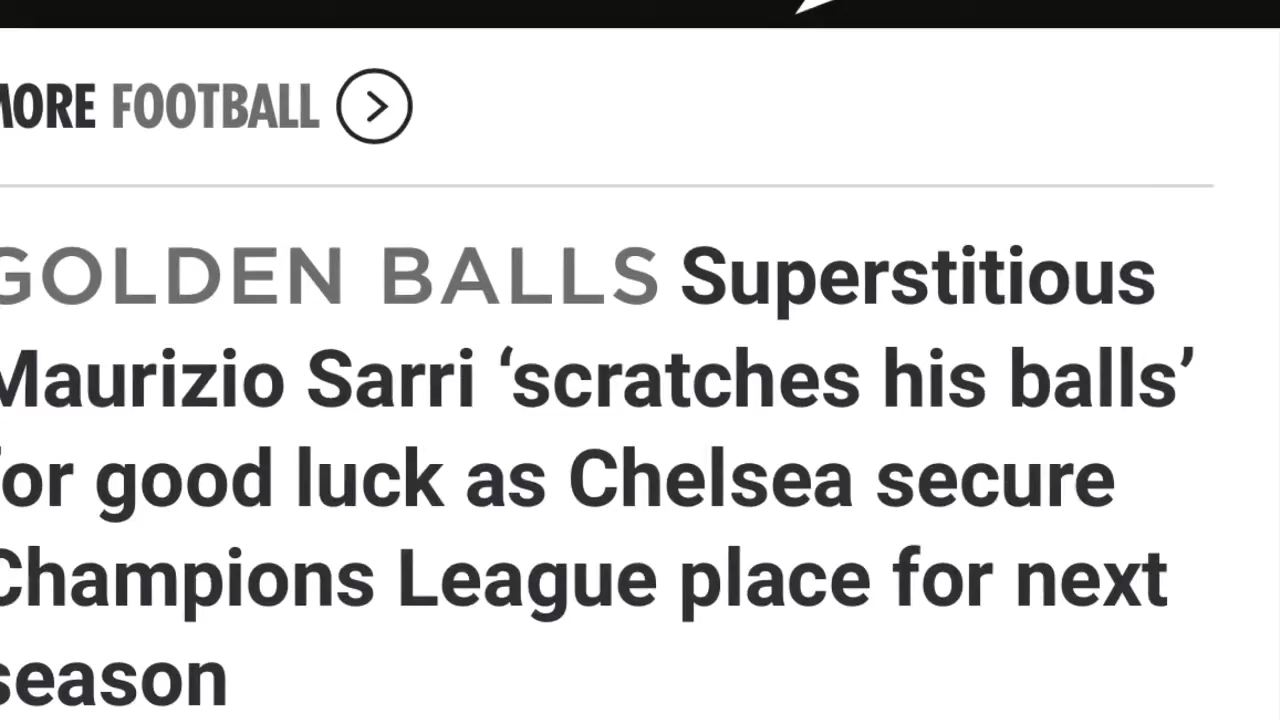 MORE FOOTBALL
GOLDEN BALLS Superstitious
Maurizio Sarri ‘scratches his balls’
for good luck as Chelsea secure
Champions League place for next
season